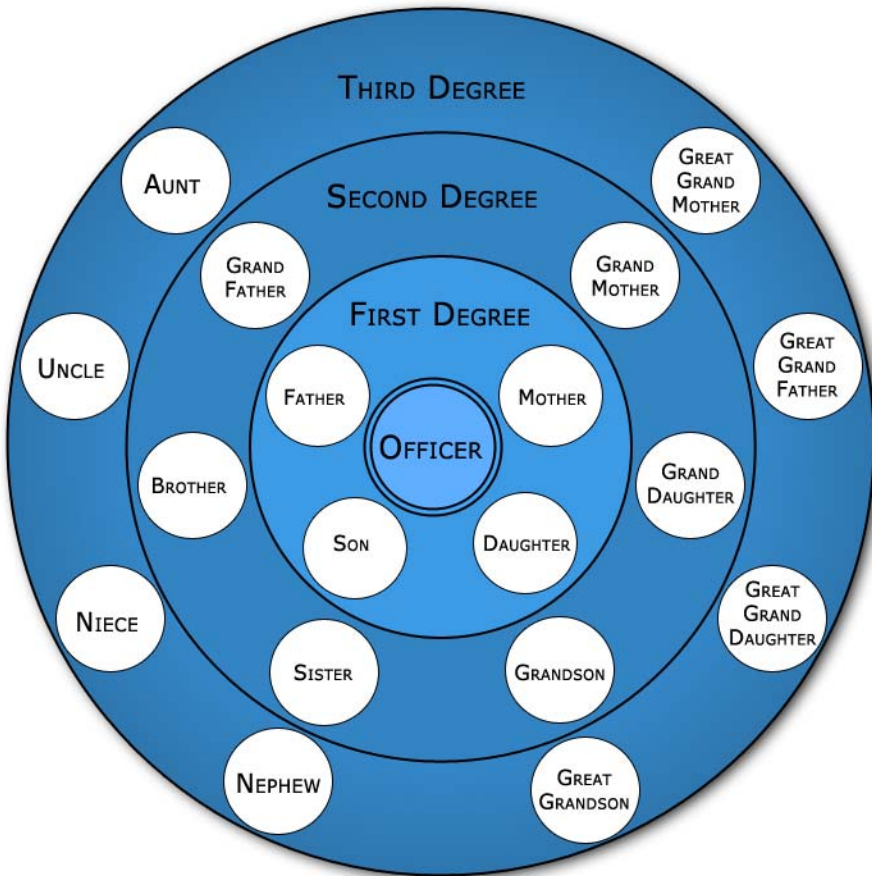 THIRD DEGREE
AUNT
GREAT
GRAND
MOTHER
SECOND DEGREE
GRAND
FATHER
GRAND
MOTHER
FIRST DEGREE
UNCLE
GREAT
GRAND
FATHER
FATHER
MOTHER
OFFICER
BROTHER
GRAND
DAUGHTER
SON
DAUGHTER
NIECE
GREAT
GRAND
DAUGHTER
SISTER
GRANDSON
NEPHEW
GREAT
GRANDSON